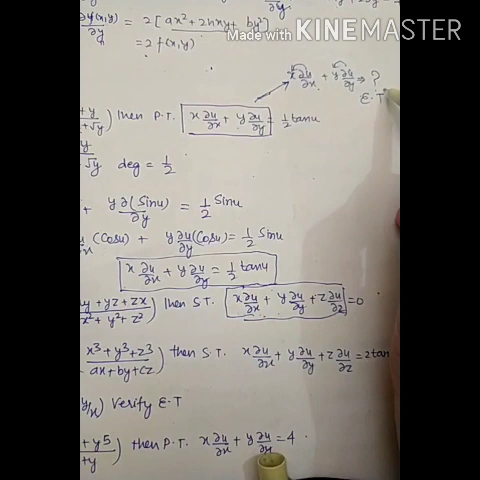 Made with KINEMASTER
∂f(x,y)/∂y = 2[ax²+2hxy+by²]
= 2f(x,y)
x∂u/∂x + y∂u/∂y ⇒ ?
E.T
+y/+√y) then P.T. x∂u/∂x + y∂u/∂y = 1/2 tanu
y/√y deg = 1/2
+ y∂(Sinu)/∂y = 1/2 Sinu
(Cosu) + y∂u/∂y(Cosu) = 1/2 Sinu
x∂u/∂x + y∂u/∂y = 1/2 tanu
y+yz+zx/x²+y²+z²) then S.T. x∂u/∂x + y∂u/∂y + z∂u/∂z = 0
x³+y³+z³/ax+by+cz) then S.T. x∂u/∂x + y∂u/∂y + z∂u/∂z = 2tan
y/x) Verify E.T
+y5/+y) then P.T. x∂u/∂x + y∂u/∂y = 4